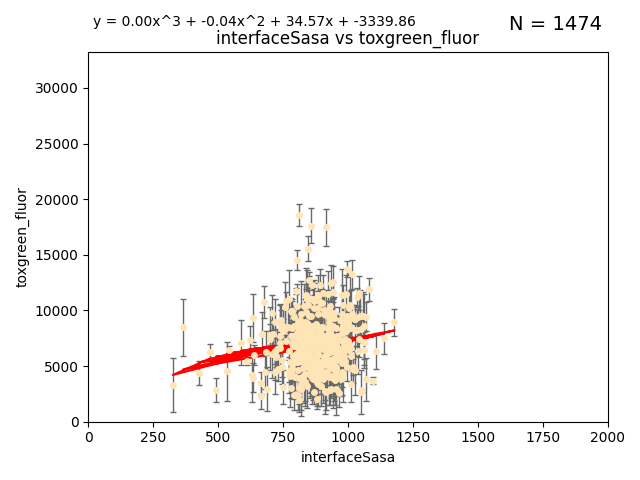 y = 0.00x^3 + -0.04x^2 + 34.57x + -3339.86
N = 1474
interfaceSasa vs toxgreen_fluor
30000
25000
20000
15000
10000
5000
0
toxgreen_fluor
0 250 500 750 1000 1250 1500 1750 2000
interfaceSasa